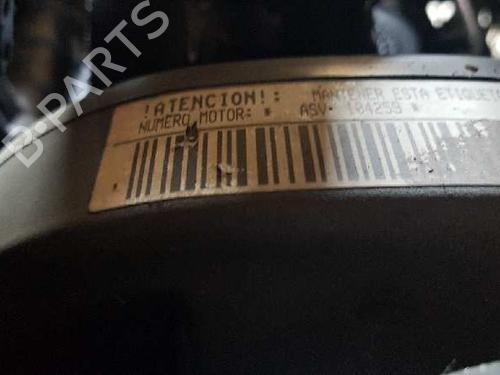 !ATENCION!: MANTENER ESTA ETIQUETA
NUMERO MOTOR: * ASV· 104259 *
B-PARTS